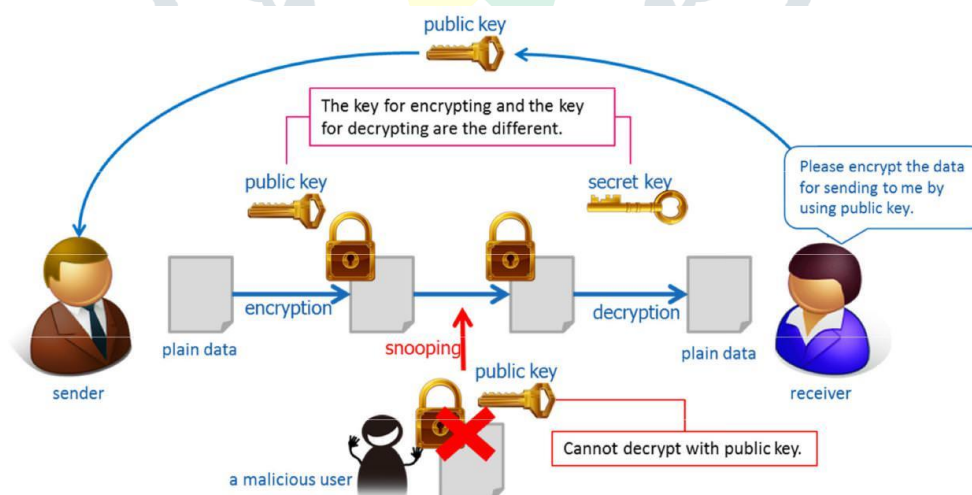 public key
The key for encrypting and the key
for decrypting are the different.
public key
secret key
Please encrypt the data
for sending to me by
using public key.
encryption
decryption
plain data
snooping
plain data
sender
public key
receiver
Cannot decrypt with public key.
a malicious user